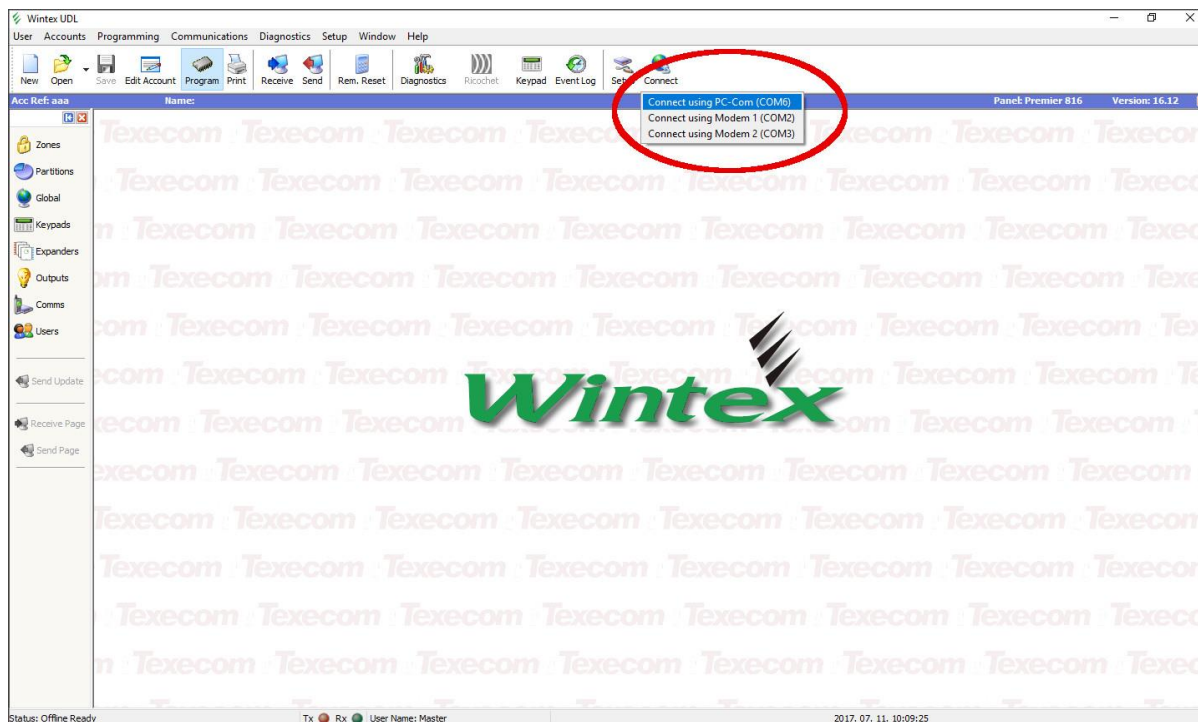 Wintex UDL
User Accounts Programming Communications Diagnostics Setup Window Help
New Open Save Edit Account Program Print Receive Send Rem. Reset Diagnostics Ricochet Keypad Event Log Setup Connect
Acc Ref: aaa Name: Panel: Premier 816 Version: 16.12
Connect using PC-Com (COM6)
Connect using Modem 1 (COM2)
Connect using Modem 2 (COM3)
Zones
Partitions
Global
Keypads
Expanders
Outputs
Comms
Users
Send Update
Receive Page
Send Page
Texecom
Wintex
Status: Offline Ready Tx Rx User Name: Master 2017. 07. 11. 10:09:25